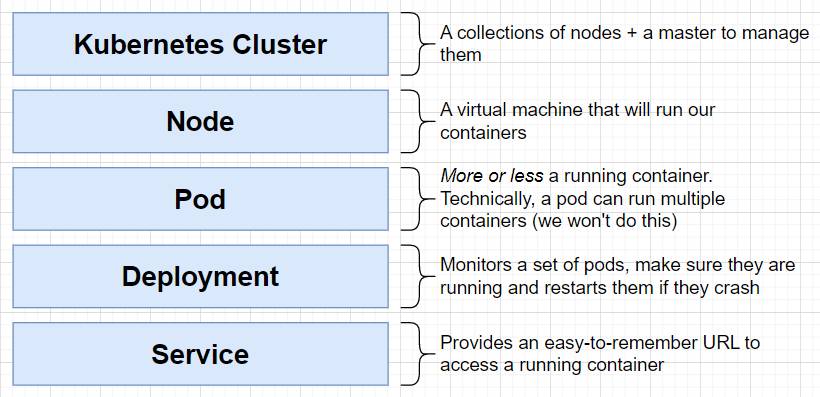 Kubernetes Cluster
A collections of nodes + a master to manage
them
Node
A virtual machine that will run our
containers
Pod
More or less a running container.
Technically, a pod can run multiple
containers (we won't do this)
Deployment
Monitors a set of pods, make sure they are
running and restarts them if they crash
Service
Provides an easy-to-remember URL to
access a running container